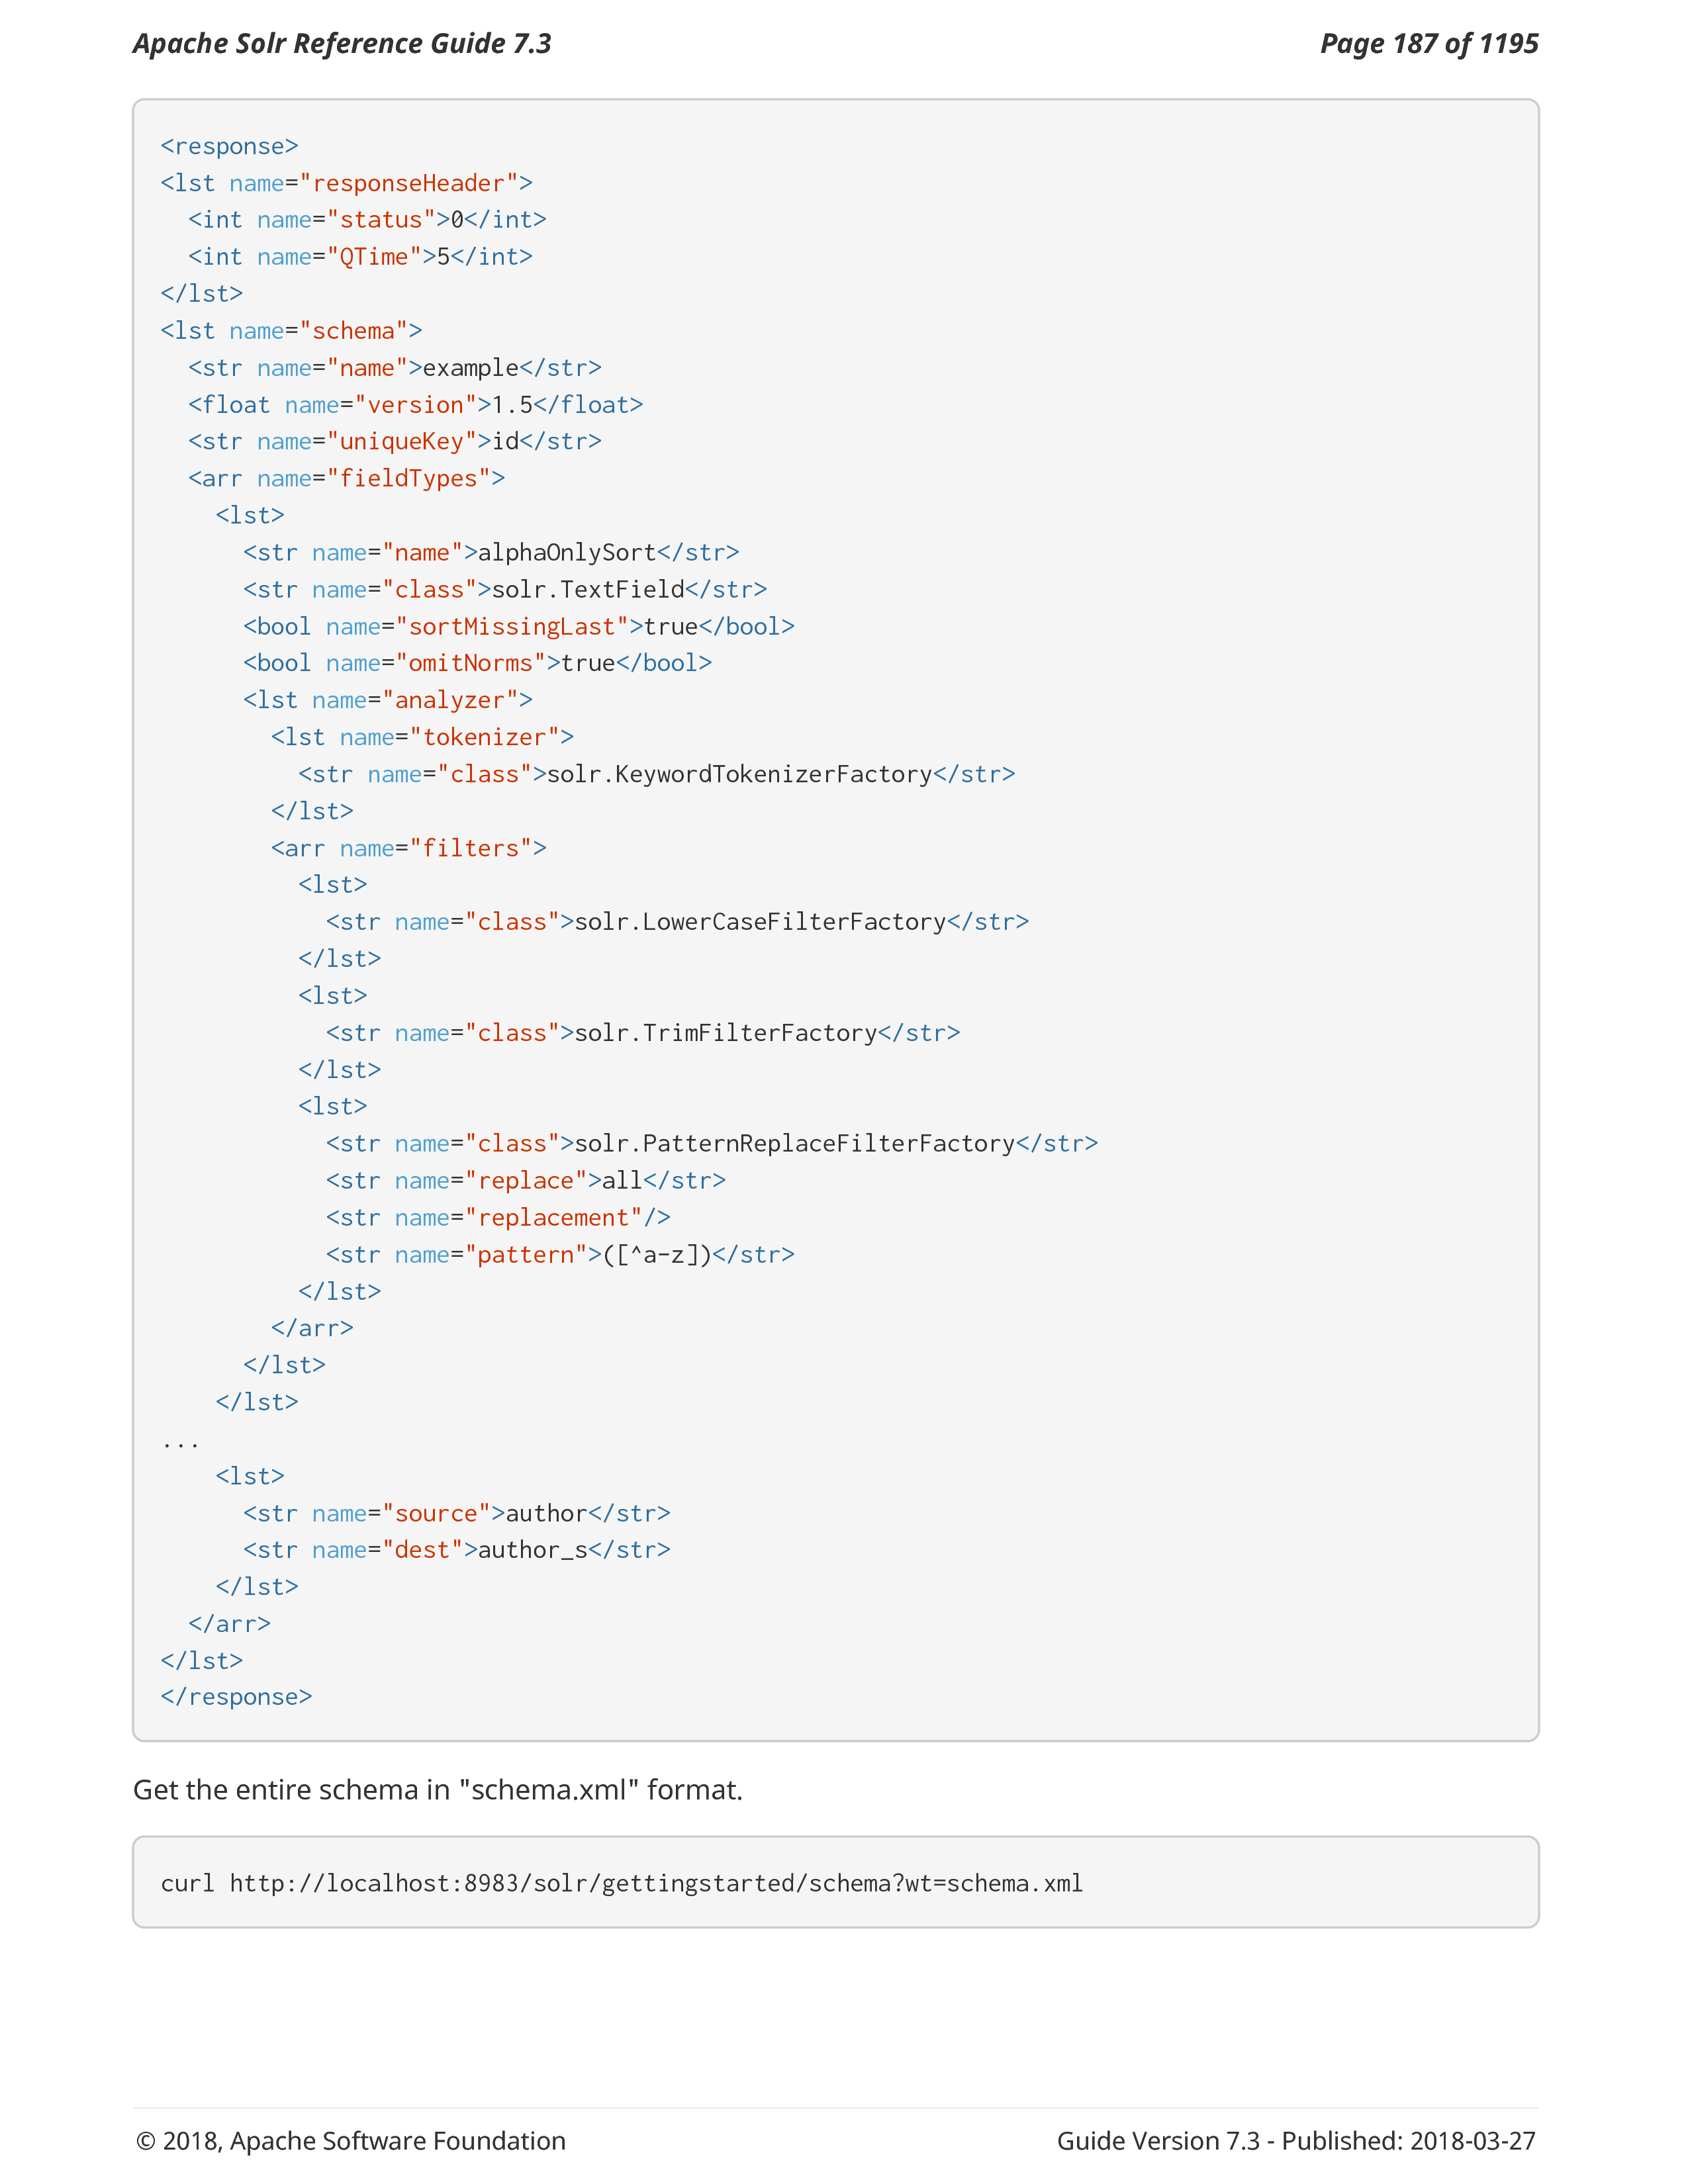 Apache Solr Reference Guide 7.3
Page 187 of 1195
<response>
<lst name="responseHeader">
  <int name="status">0</int>
  <int name="QTime">5</int>
</lst>
<lst name="schema">
  <str name="name">example</str>
  <float name="version">1.5</float>
  <str name="uniqueKey">id</str>
  <arr name="fieldTypes">
    <lst>
      <str name="name">alphaOnlySort</str>
      <str name="class">solr.TextField</str>
      <bool name="sortMissingLast">true</bool>
      <bool name="omitNorms">true</bool>
      <lst name="analyzer">
        <lst name="tokenizer">
          <str name="class">solr.KeywordTokenizerFactory</str>
        </lst>
        <arr name="filters">
          <lst>
            <str name="class">solr.LowerCaseFilterFactory</str>
          </lst>
          <lst>
            <str name="class">solr.TrimFilterFactory</str>
          </lst>
          <lst>
            <str name="class">solr.PatternReplaceFilterFactory</str>
            <str name="replace">all</str>
            <str name="replacement"/>
            <str name="pattern">([^a-z])</str>
          </lst>
        </arr>
      </lst>
    </lst>
...
    <lst>
      <str name="source">author</str>
      <str name="dest">author_s</str>
    </lst>
  </arr>
</lst>
</response>
Get the entire schema in "schema.xml" format.
curl http://localhost:8983/solr/gettingstarted/schema?wt=schema.xml
© 2018, Apache Software Foundation
Guide Version 7.3 - Published: 2018-03-27